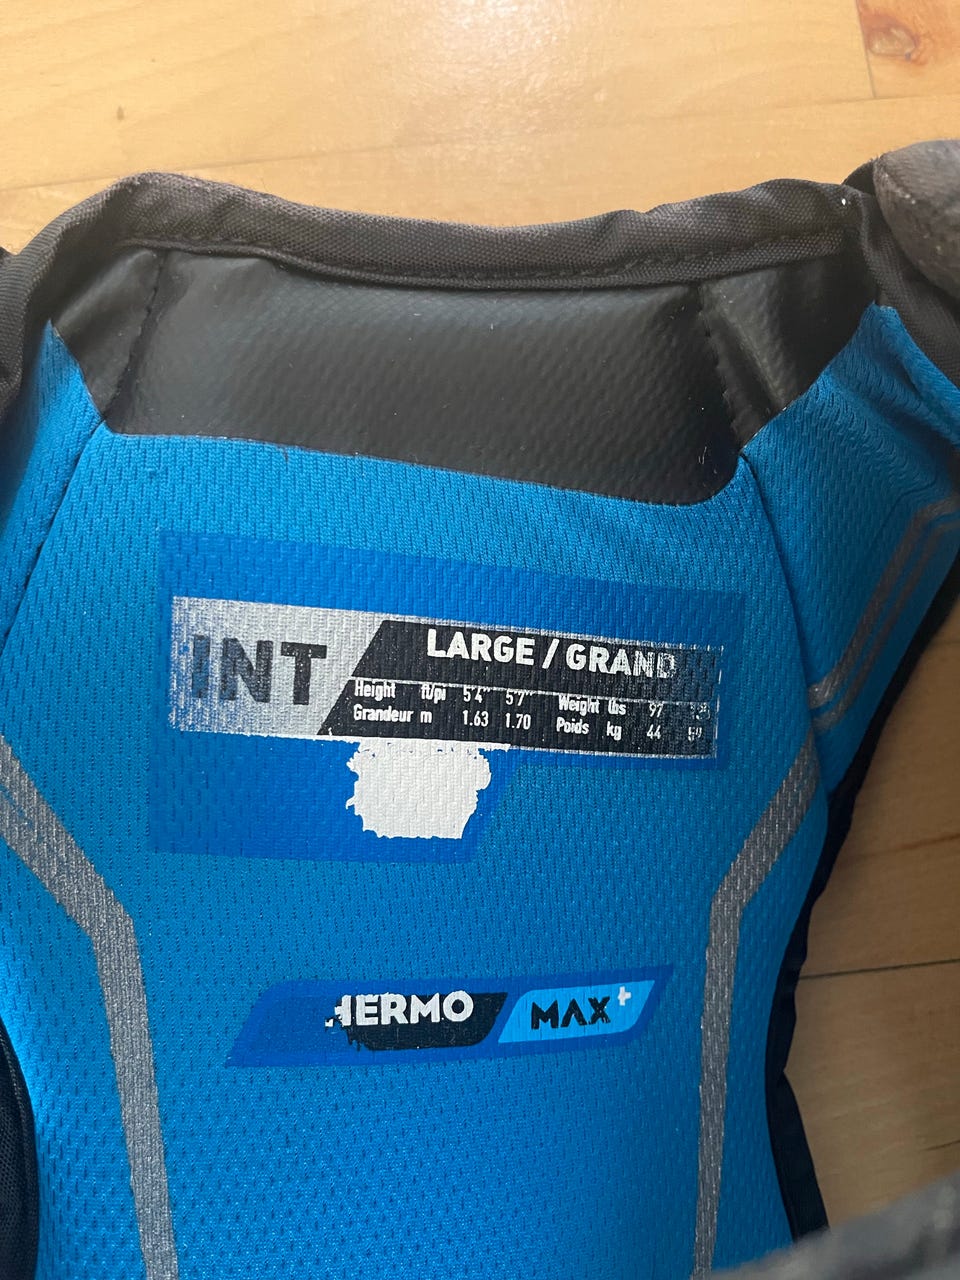 INT
LARGE / GRAND
Height ft/pi 5'4" 5'7" Weight lbs 97
Grandeur m 1.63 1.70 Poids kg 44
HERMO MAX+